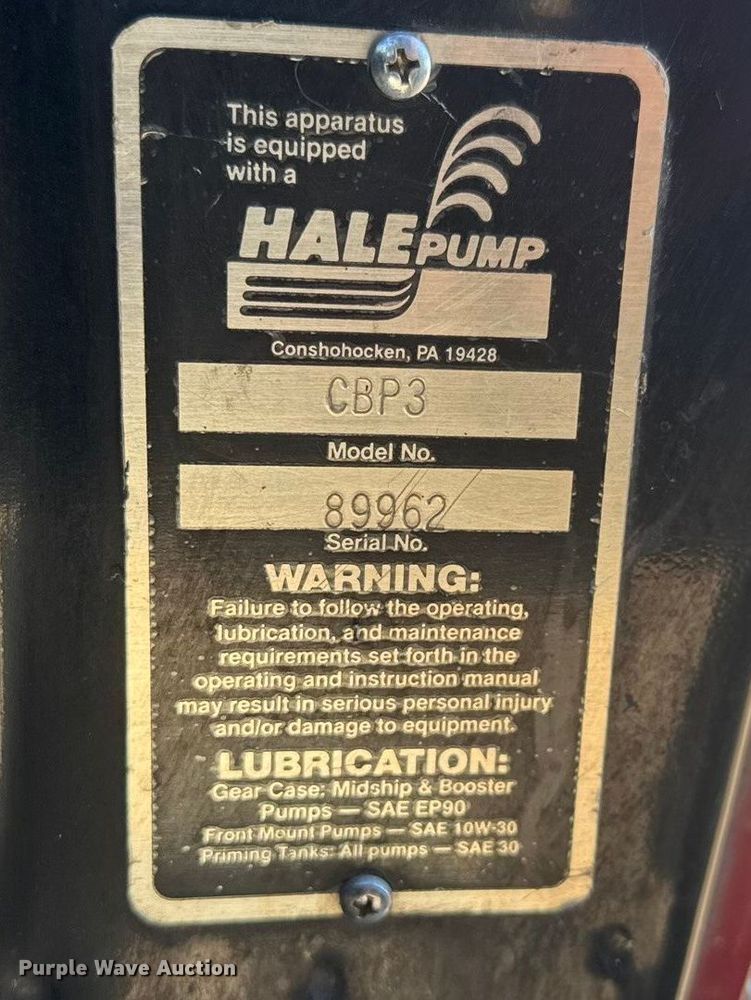 This apparatus
is equipped
with a
HALE PUMP
Conshohocken, PA 19428
CBP3
Model No.
89962
Serial No.
WARNING:
Failure to follow the operating,
lubrication, and maintenance
requirements set forth in the
operating and instruction manual
may result in serious personal injury
and/or damage to equipment.
LUBRICATION:
Gear Case: Midship & Booster
Pumps — SAE EP90
Front Mount Pumps — SAE 10W-30
Priming Tanks: All pumps — SAE 30
Purple Wave Auction